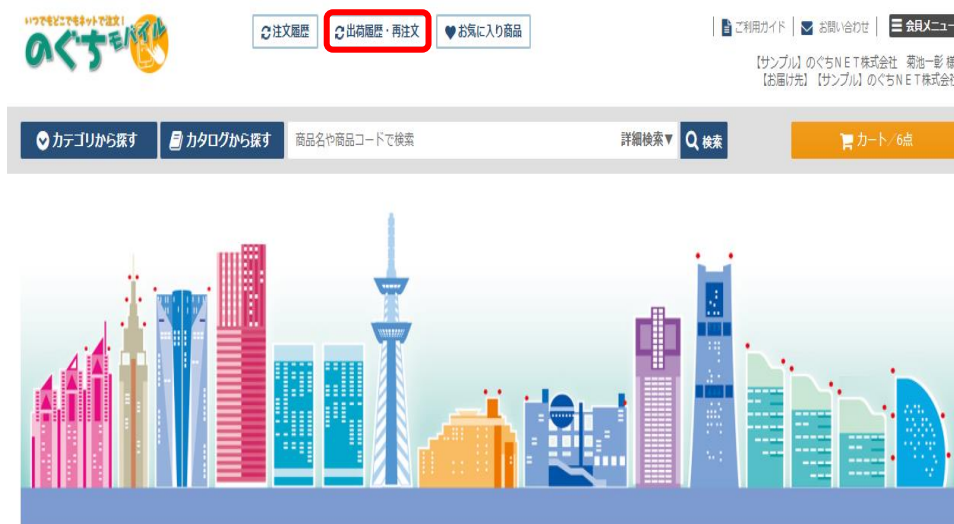 いつでもどこでもネットで注文!
のぐちモバイル
注文履歴
出荷履歴・再注文
お気に入り商品
ご利用ガイド
お問い合わせ
会員メニュー
【サンプル】のぐちNET株式会社 菊池一彰 様
【お届け先】【サンプル】のぐちNET株式会社
カテゴリから探す
カタログから探す
商品名や商品コードで検索
詳細検索▼
検索
カート/6点